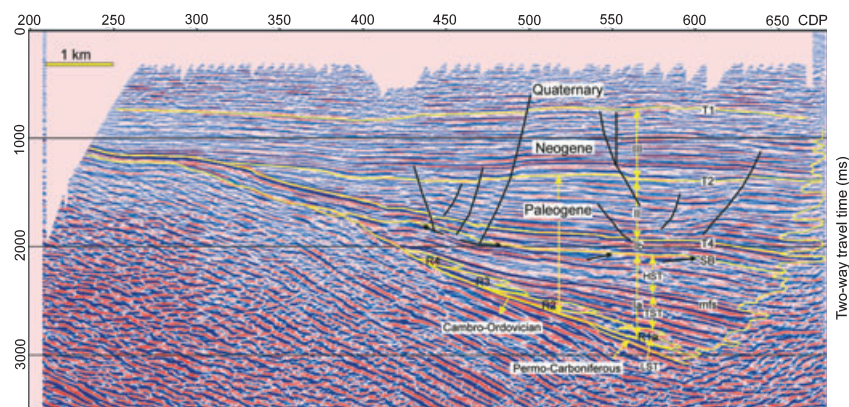 200 250 300 350 400 450 500 550 600 650 CDP
0
1 km
Quaternary
T1
1000
Neogene
III
T2
Paleogene
II
2000
T4
SB
R4
HST
R3
R2
mfs
TST
Cambro-Ordovician
3000
Permo-Carboniferous
LST
Two-way travel time (ms)